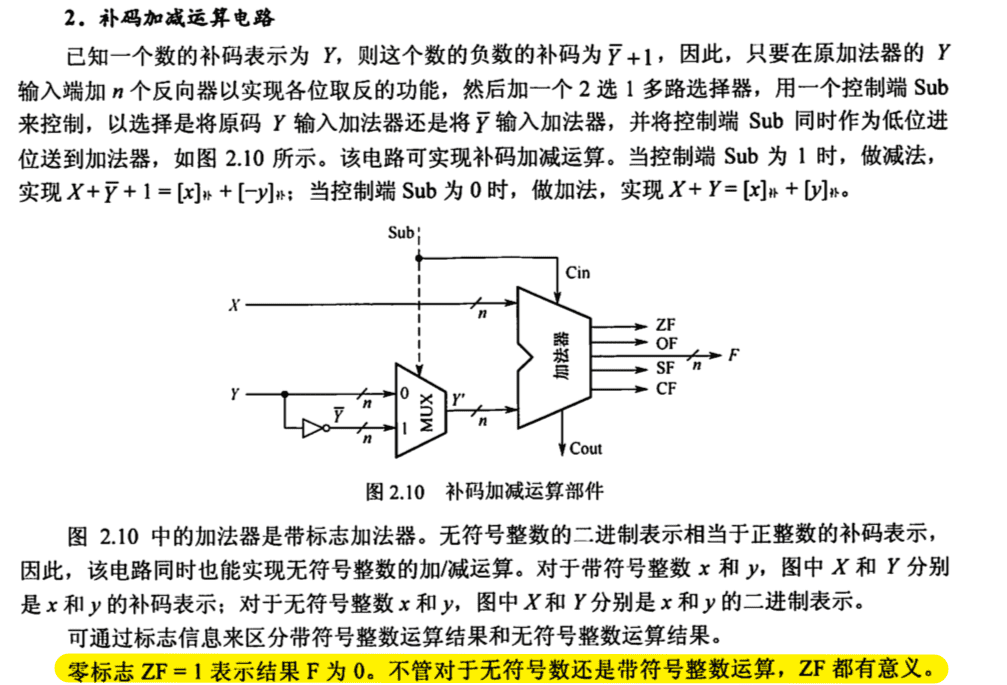 2．补码加减运算电路
已知一个数的补码表示为 Y，则这个数的负数的补码为 Y̅ +1，因此，只要在原加法器的 Y
输入端加 n 个反向器以实现各位取反的功能，然后加一个 2 选 1 多路选择器，用一个控制端 Sub
来控制，以选择是将原码 Y 输入加法器还是将 Y̅ 输入加法器，并将控制端 Sub 同时作为低位进
位送到加法器，如图 2.10 所示。该电路可实现补码加减运算。当控制端 Sub 为 1 时，做减法，
实现 X + Y̅ + 1 = [x]补 + [−y]补；当控制端 Sub 为 0 时，做加法，实现 X + Y = [x]补 + [y]补。
Sub
Cin
X
n
ZF
OF
F
n
SF
CF
加法器
Y
n
0
Y̅
n
1
MUX
Y'
n
Cout
图 2.10 补码加减运算部件
图 2.10 中的加法器是带标志加法器。无符号整数的二进制表示相当于正整数的补码表示，
因此，该电路同时也能实现无符号整数的加/减运算。对于带符号整数 x 和 y，图中 X 和 Y 分别
是 x 和 y 的补码表示；对于无符号整数 x 和 y，图中 X 和 Y 分别是 x 和 y 的二进制表示。
可通过标志信息来区分带符号整数运算结果和无符号整数运算结果。
零标志 ZF = 1 表示结果 F 为 0。不管对于无符号数还是带符号整数运算，ZF 都有意义。